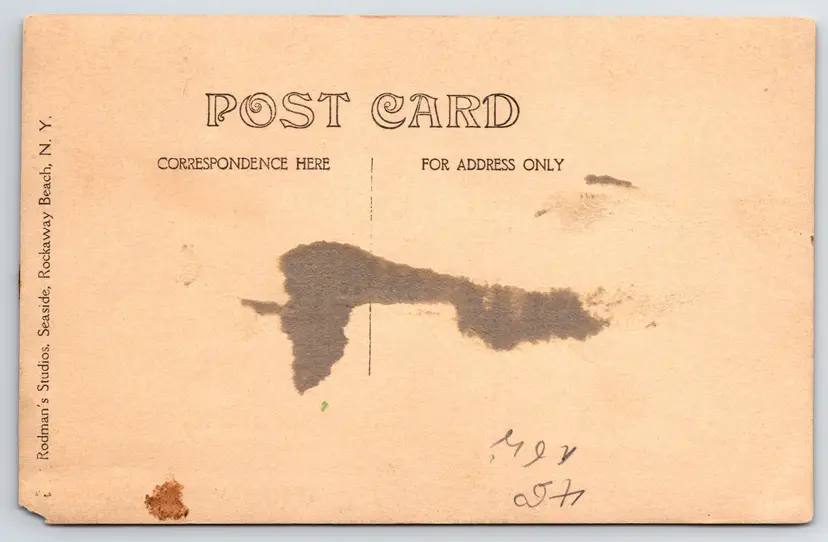 POST CARD
CORRESPONDENCE HERE
FOR ADDRESS ONLY
Rodman's Studios, Seaside, Rockaway Beach, N. Y.